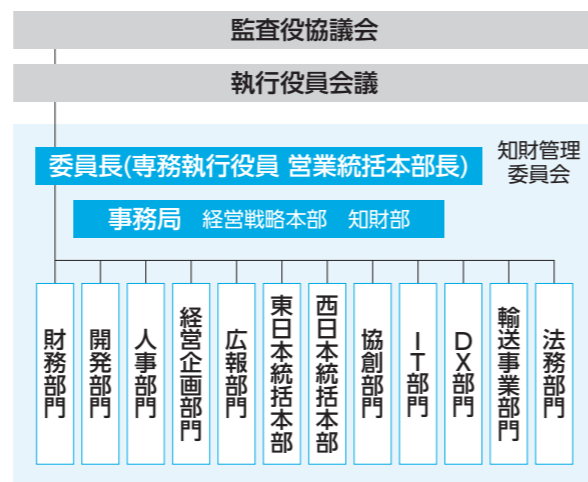 監査役協議会
執行役員会議
知財管理
委員会
委員長(専務執行役員 営業統括本部長)
事務局 経営戦略本部 知財部
財務部門
開発部門
人事部門
経営企画部門
広報部門
東日本統括本部
西日本統括本部
協創部門
IT部門
DX部門
輸送事業部門
法務部門